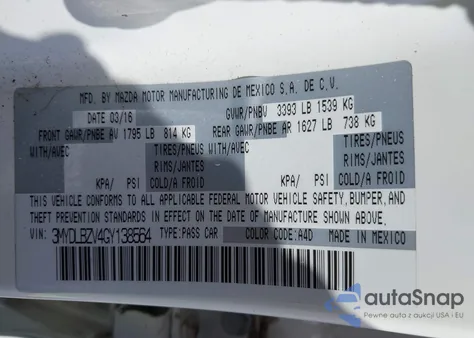 MFD. BY MAZDA MOTOR MANUFACTURING DE MEXICO S.A. DE C.V.
DATE 03/16 GVWR/PNBV 3393 LB 1539 KG
FRONT GAWR/PNBE AV 1795 LB 814 KG REAR GAWR/PNBE AR 1627 LB 738 KG
WITH/AVEC TIRES/PNEUS WITH/AVEC TIRES/PNEUS
RIMS/JANTES RIMS/JANTES
KPA/ PSI COLD/A FROID KPA/ PSI COLD/A FROID
THIS VEHICLE CONFORMS TO ALL APPLICABLE FEDERAL MOTOR VEHICLE SAFETY, BUMPER, AND
THEFT PREVENTION STANDARDS IN EFFECT ON THE DATE OF MANUFACTURE SHOWN ABOVE.
VIN: 3MYDLBZV4GY138564 TYPE: PASS CAR COLOR CODE: A4D MADE IN MEXICO
autoSnap
Pewne auta z aukcji USA i EU